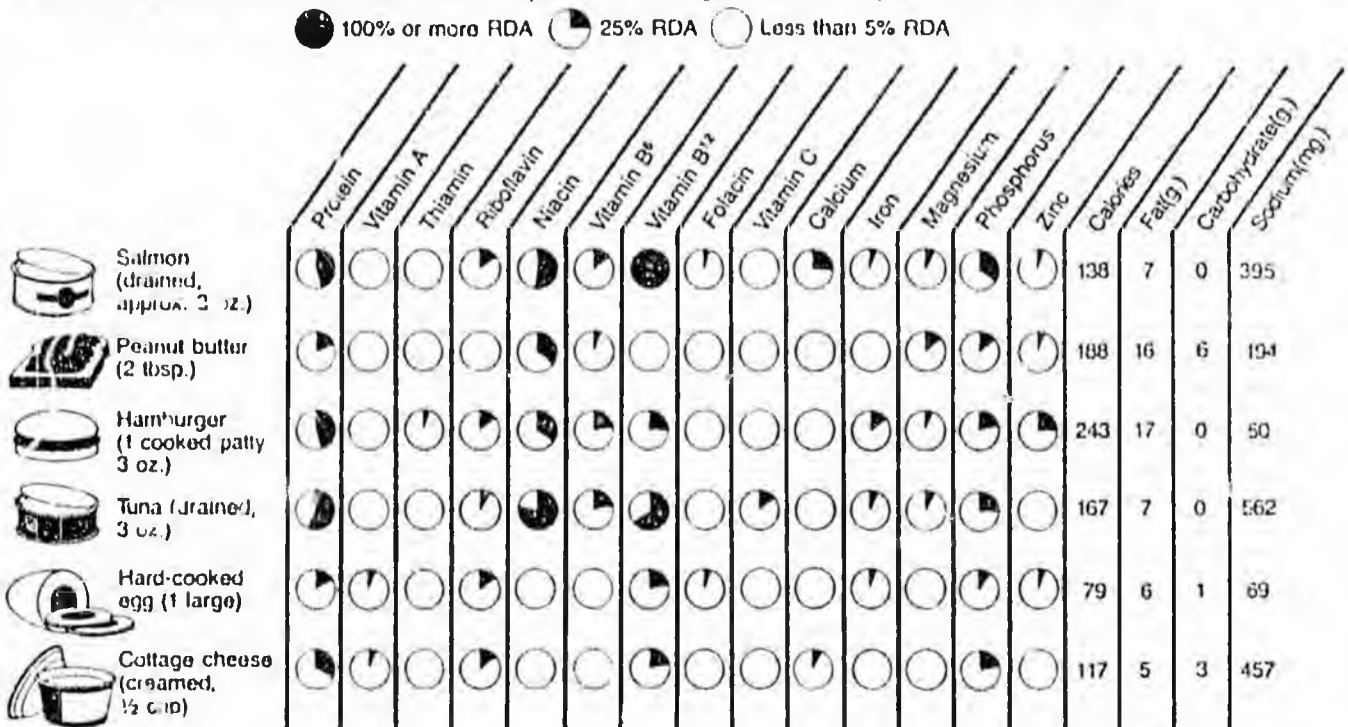 100% or more RDA 25% RDA Less than 5% RDA
Protein
Vitamin A
Thiamin
Riboflavin
Niacin
Vitamin B⁶
Vitamin B¹²
Folacin
Vitamin C
Calcium
Iron
Magnesium
Phosphorus
Zinc
Calories
Fat(g.)
Carbohydrate(g.)
Sodium(mg.)
Salmon
(drained,
approx. 3 oz.)
138 7 0 395
Peanut butter
(2 tbsp.)
188 16 6 194
Hamburger
(1 cooked patty
3 oz.)
243 17 0 50
Tuna (drained,
3 oz.)
167 7 0 562
Hard-cooked
egg (1 large)
79 6 1 69
Cottage cheese
(creamed,
½ cup)
117 5 3 457